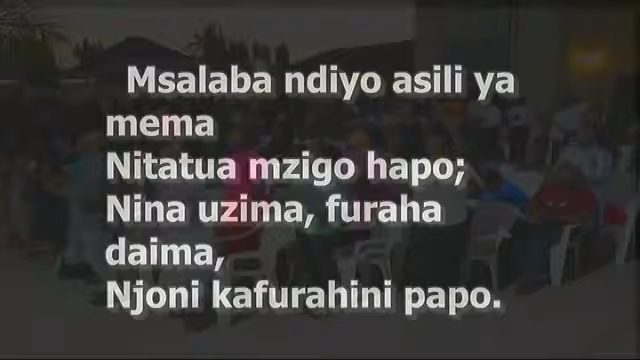 Msalaba ndiyo asili ya
mema
Nitatua mzigo hapo;
Nina uzima, furaha
daima,
Njoni kafurahini papo.